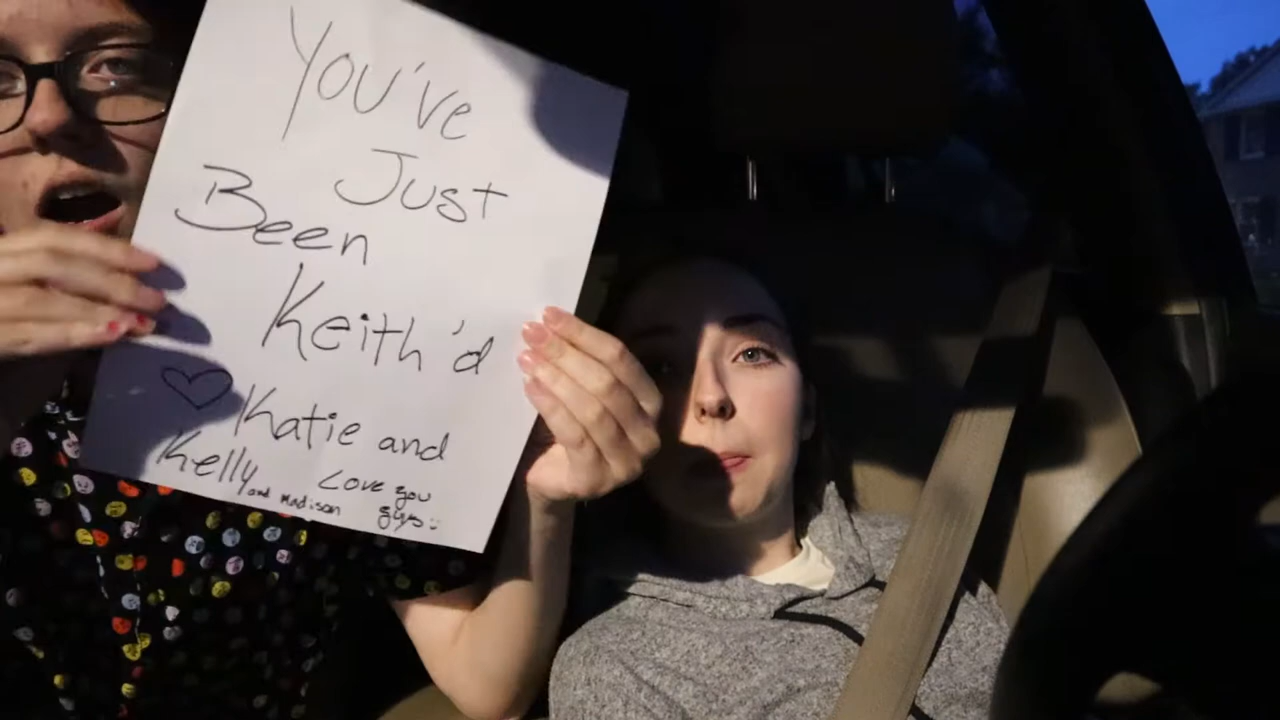 You've
Just
Been
Keith'd
♡ Katie and
Kelly and Madison
Love you
guys:)